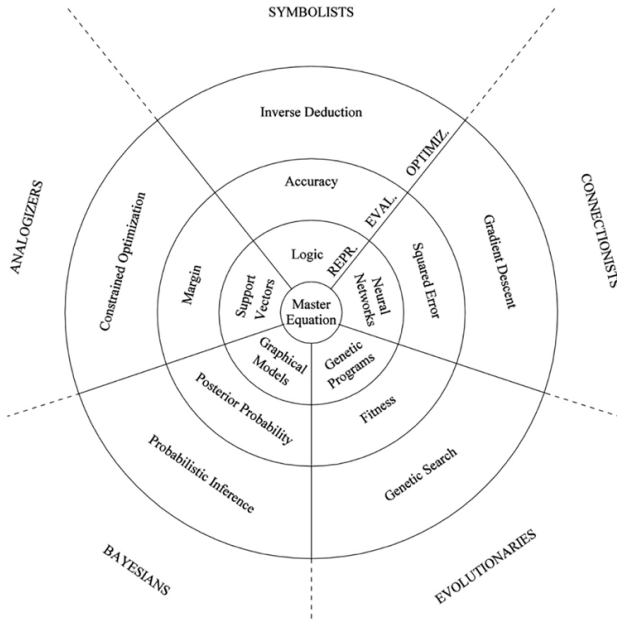 SYMBOLISTS
Inverse Deduction
OPTIMIZ.
Accuracy
EVAL.
Logic
REPR.
ANALOGIZERS
Constrained Optimization
Margin
Support
Vectors
Master
Equation
Neural
Networks
Squared Error
Gradient Descent
CONNECTIONISTS
Graphical
Models
Genetic
Programs
Posterior Probability
Fitness
Probabilistic Inference
Genetic Search
BAYESIANS
EVOLUTIONARIES